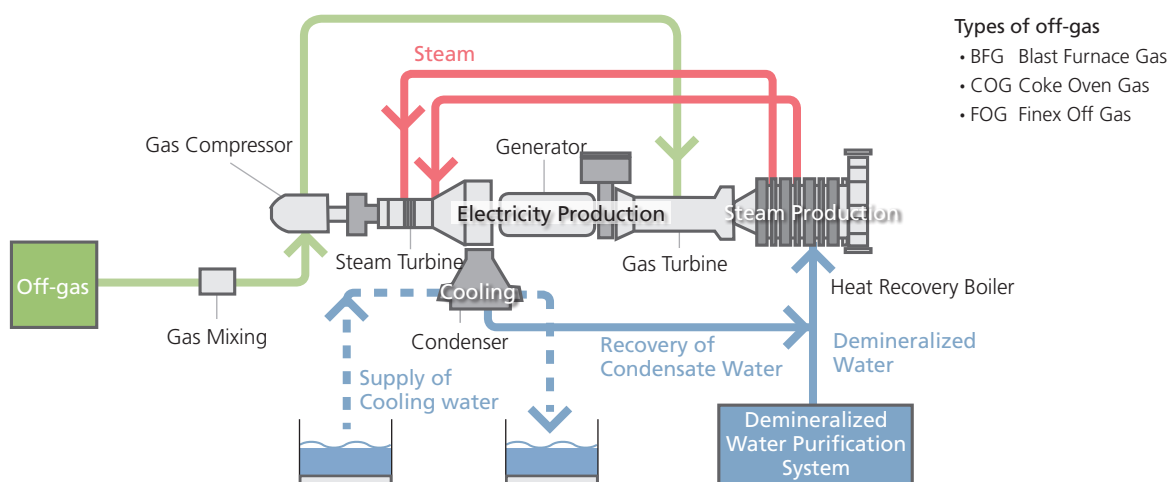 Types of off-gas
• BFG Blast Furnace Gas
• COG Coke Oven Gas
• FOG Finex Off Gas
Steam
Gas Compressor
Generator
Electricity Production
Steam Production
Steam Turbine
Gas Turbine
Off-gas
Cooling
Heat Recovery Boiler
Gas Mixing
Condenser
Recovery of
Condensate Water
Demineralized
Water
Supply of
Cooling water
Demineralized
Water Purification
System